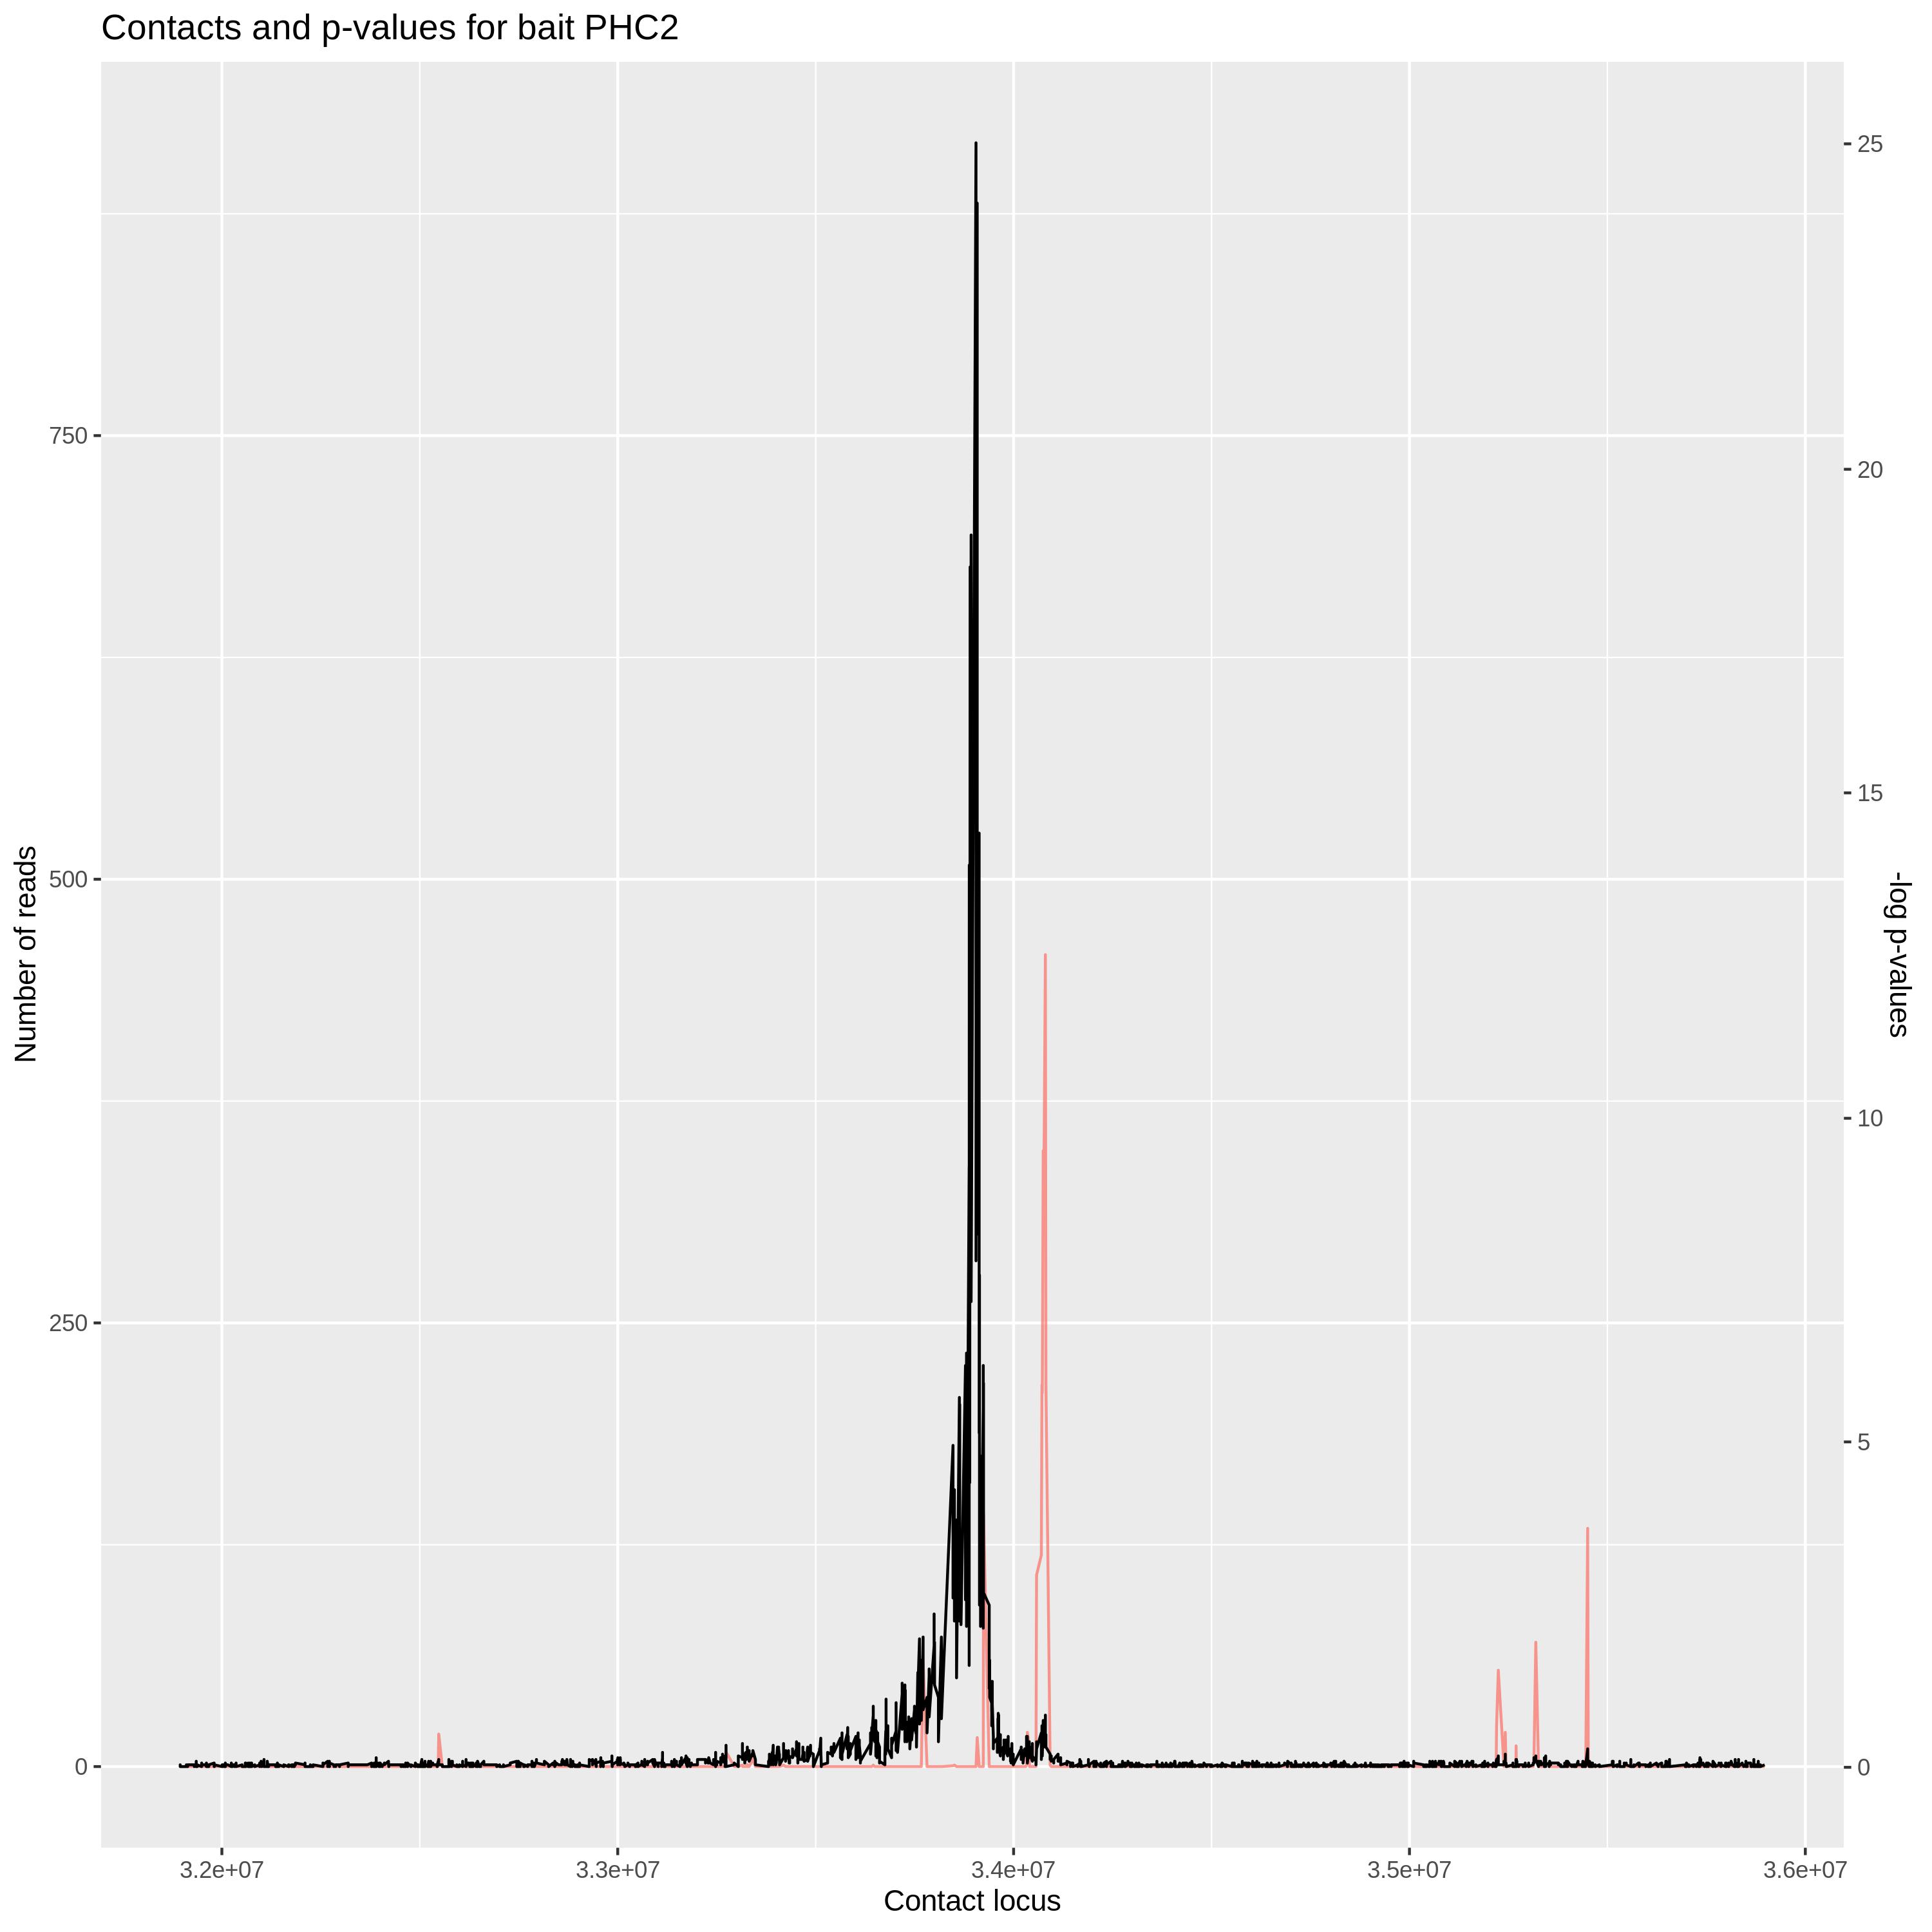 Contacts and p-values for bait PHC2
Number of reads
750
500
250
0
25
20
15
10
5
0
-log p-values
3.2e+07 3.3e+07 3.4e+07 3.5e+07 3.6e+07
Contact locus